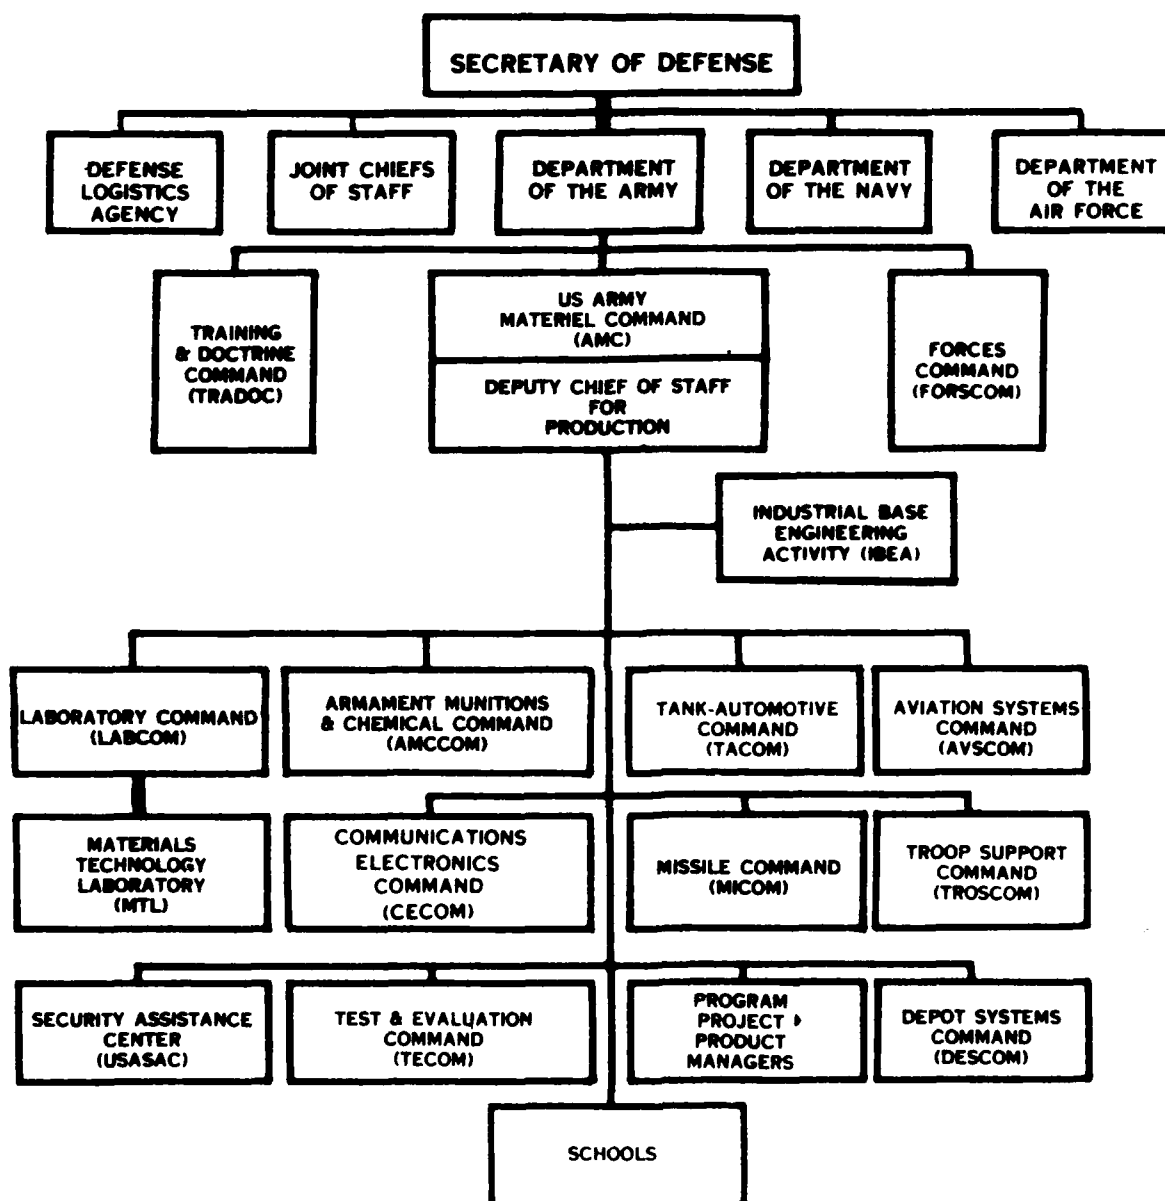 SECRETARY OF DEFENSE
DEFENSE
LOGISTICS
AGENCY
JOINT CHIEFS
OF STAFF
DEPARTMENT
OF THE ARMY
DEPARTMENT
OF THE NAVY
DEPARTMENT
OF THE
AIR FORCE
TRAINING
& DOCTRINE
COMMAND
(TRADOC)
US ARMY
MATERIEL COMMAND
(AMC)
DEPUTY CHIEF OF STAFF
FOR
PRODUCTION
FORCES
COMMAND
(FORSCOM)
INDUSTRIAL BASE
ENGINEERING
ACTIVITY (IBEA)
LABORATORY COMMAND
(LABCOM)
ARMAMENT MUNITIONS
& CHEMICAL COMMAND
(AMCCOM)
TANK-AUTOMOTIVE
COMMAND
(TACOM)
AVIATION SYSTEMS
COMMAND
(AVSCOM)
MATERIALS
TECHNOLOGY
LABORATORY
(MTL)
COMMUNICATIONS
ELECTRONICS
COMMAND
(CECOM)
MISSILE COMMAND
(MICOM)
TROOP SUPPORT
COMMAND
(TROSCOM)
SECURITY ASSISTANCE
CENTER
(USASAC)
TEST & EVALUATION
COMMAND
(TECOM)
PROGRAM
PROJECT
PRODUCT
MANAGERS
DEPOT SYSTEMS
COMMAND
(DESCOM)
SCHOOLS